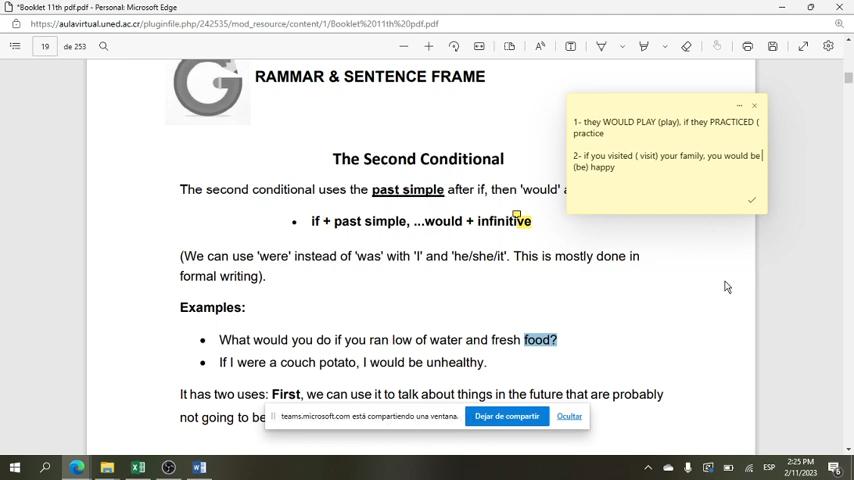 *Booklet 11th pdf.pdf - Personal: Microsoft Edge
https://aulavirtual.uned.ac.cr/pluginfile.php/242535/mod_resource/content/1/Booklet%2011th%20pdf.pdf
19 de 253
RAMMAR & SENTENCE FRAME
1- they WOULD PLAY (play), if they PRACTICED (
practice
2- if you visited ( visit) your family, you would be
(be) happy
The Second Conditional
The second conditional uses the past simple after if, then 'would' a
• if + past simple, ...would + infinitive
(We can use 'were' instead of 'was' with 'I' and 'he/she/it'. This is mostly done in
formal writing).
Examples:
• What would you do if you ran low of water and fresh food?
• If I were a couch potato, I would be unhealthy.
It has two uses: First, we can use it to talk about things in the future that are probably
not going to be
teams.microsoft.com está compartiendo una ventana. Dejar de compartir Ocultar
ESP
2:25 PM
2/11/2023
6